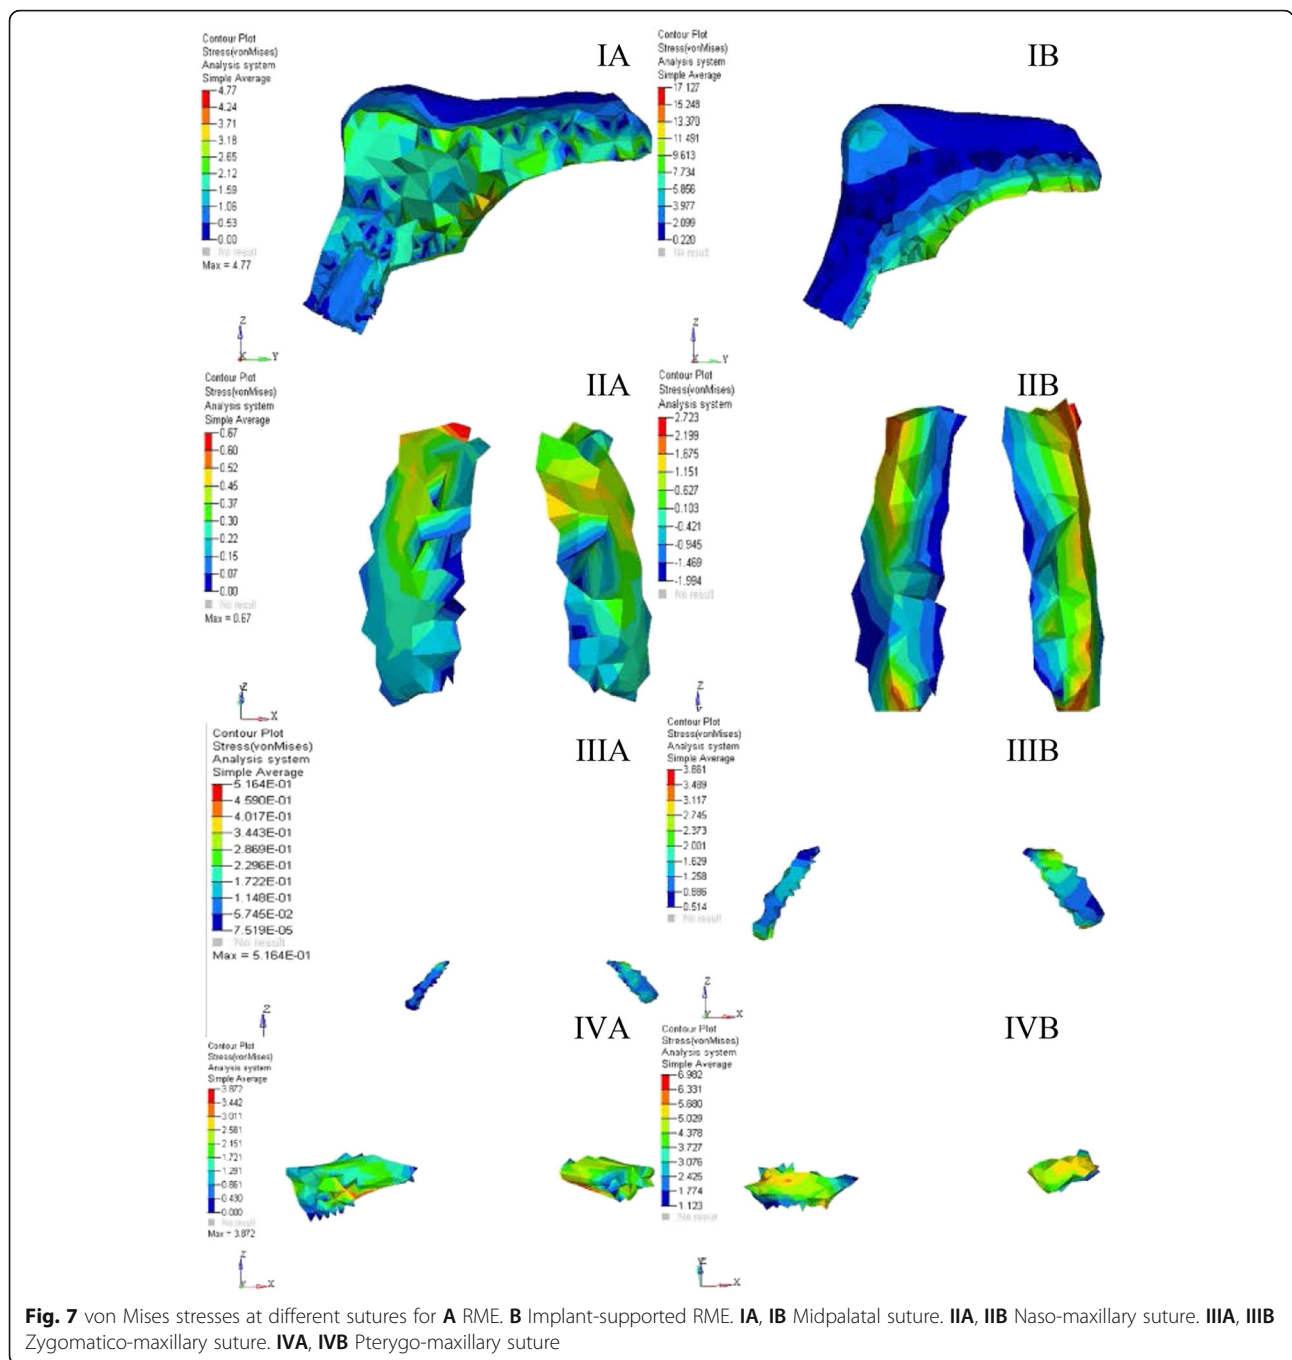 Contour Plot
Stress(vonMises)
Analysis system
Simple Average
4.77
4.24
3.71
3.18
2.65
2.12
1.59
1.06
0.53
0.00
No result
Max = 4.77
Z
X
Y
IA
Contour Plot
Stress(vonMises)
Analysis system
Simple Average
17.127
15.248
13.370
11.491
9.613
7.734
5.856
3.977
2.099
0.220
No result
Z
X
Y
IB
Contour Plot
Stress(vonMises)
Analysis system
Simple Average
0.67
0.60
0.52
0.45
0.37
0.30
0.22
0.15
0.07
0.00
No result
Max = 0.67
Z
X
IIA
Contour Plot
Stress(vonMises)
Analysis system
2.723
2.199
1.675
1.151
0.627
0.103
-0.421
-0.945
-1.469
-1.994
No result
Z
IIB
Contour Plot
Stress(vonMises)
Analysis system
Simple Average
5.164E-01
4.590E-01
4.017E-01
3.443E-01
2.869E-01
2.296E-01
1.722E-01
1.148E-01
5.745E-02
7.519E-05
No result
Max = 5.164E-01
Z
IIIA
Contour Plot
Stress(vonMises)
Analysis system
Simple Average
3.861
3.489
3.117
2.745
2.373
2.001
1.629
1.258
0.886
0.514
No result
Z
X
IIIB
Contour Plot
Stress(vonMises)
Analysis system
Simple Average
3.872
3.442
3.011
2.581
2.151
1.721
1.291
0.861
0.430
0.000
No result
Max = 3.872
Z
X
IVA
Contour Plot
Stress(vonMises)
Analysis system
Simple Average
6.982
6.331
5.680
5.029
4.378
3.727
3.076
2.425
1.774
1.123
No result
Z
X
IVB
Fig. 7 von Mises stresses at different sutures for A RME. B Implant-supported RME. IA, IB Midpalatal suture. IIA, IIB Naso-maxillary suture. IIIA, IIIB
Zygomatico-maxillary suture. IVA, IVB Pterygo-maxillary suture